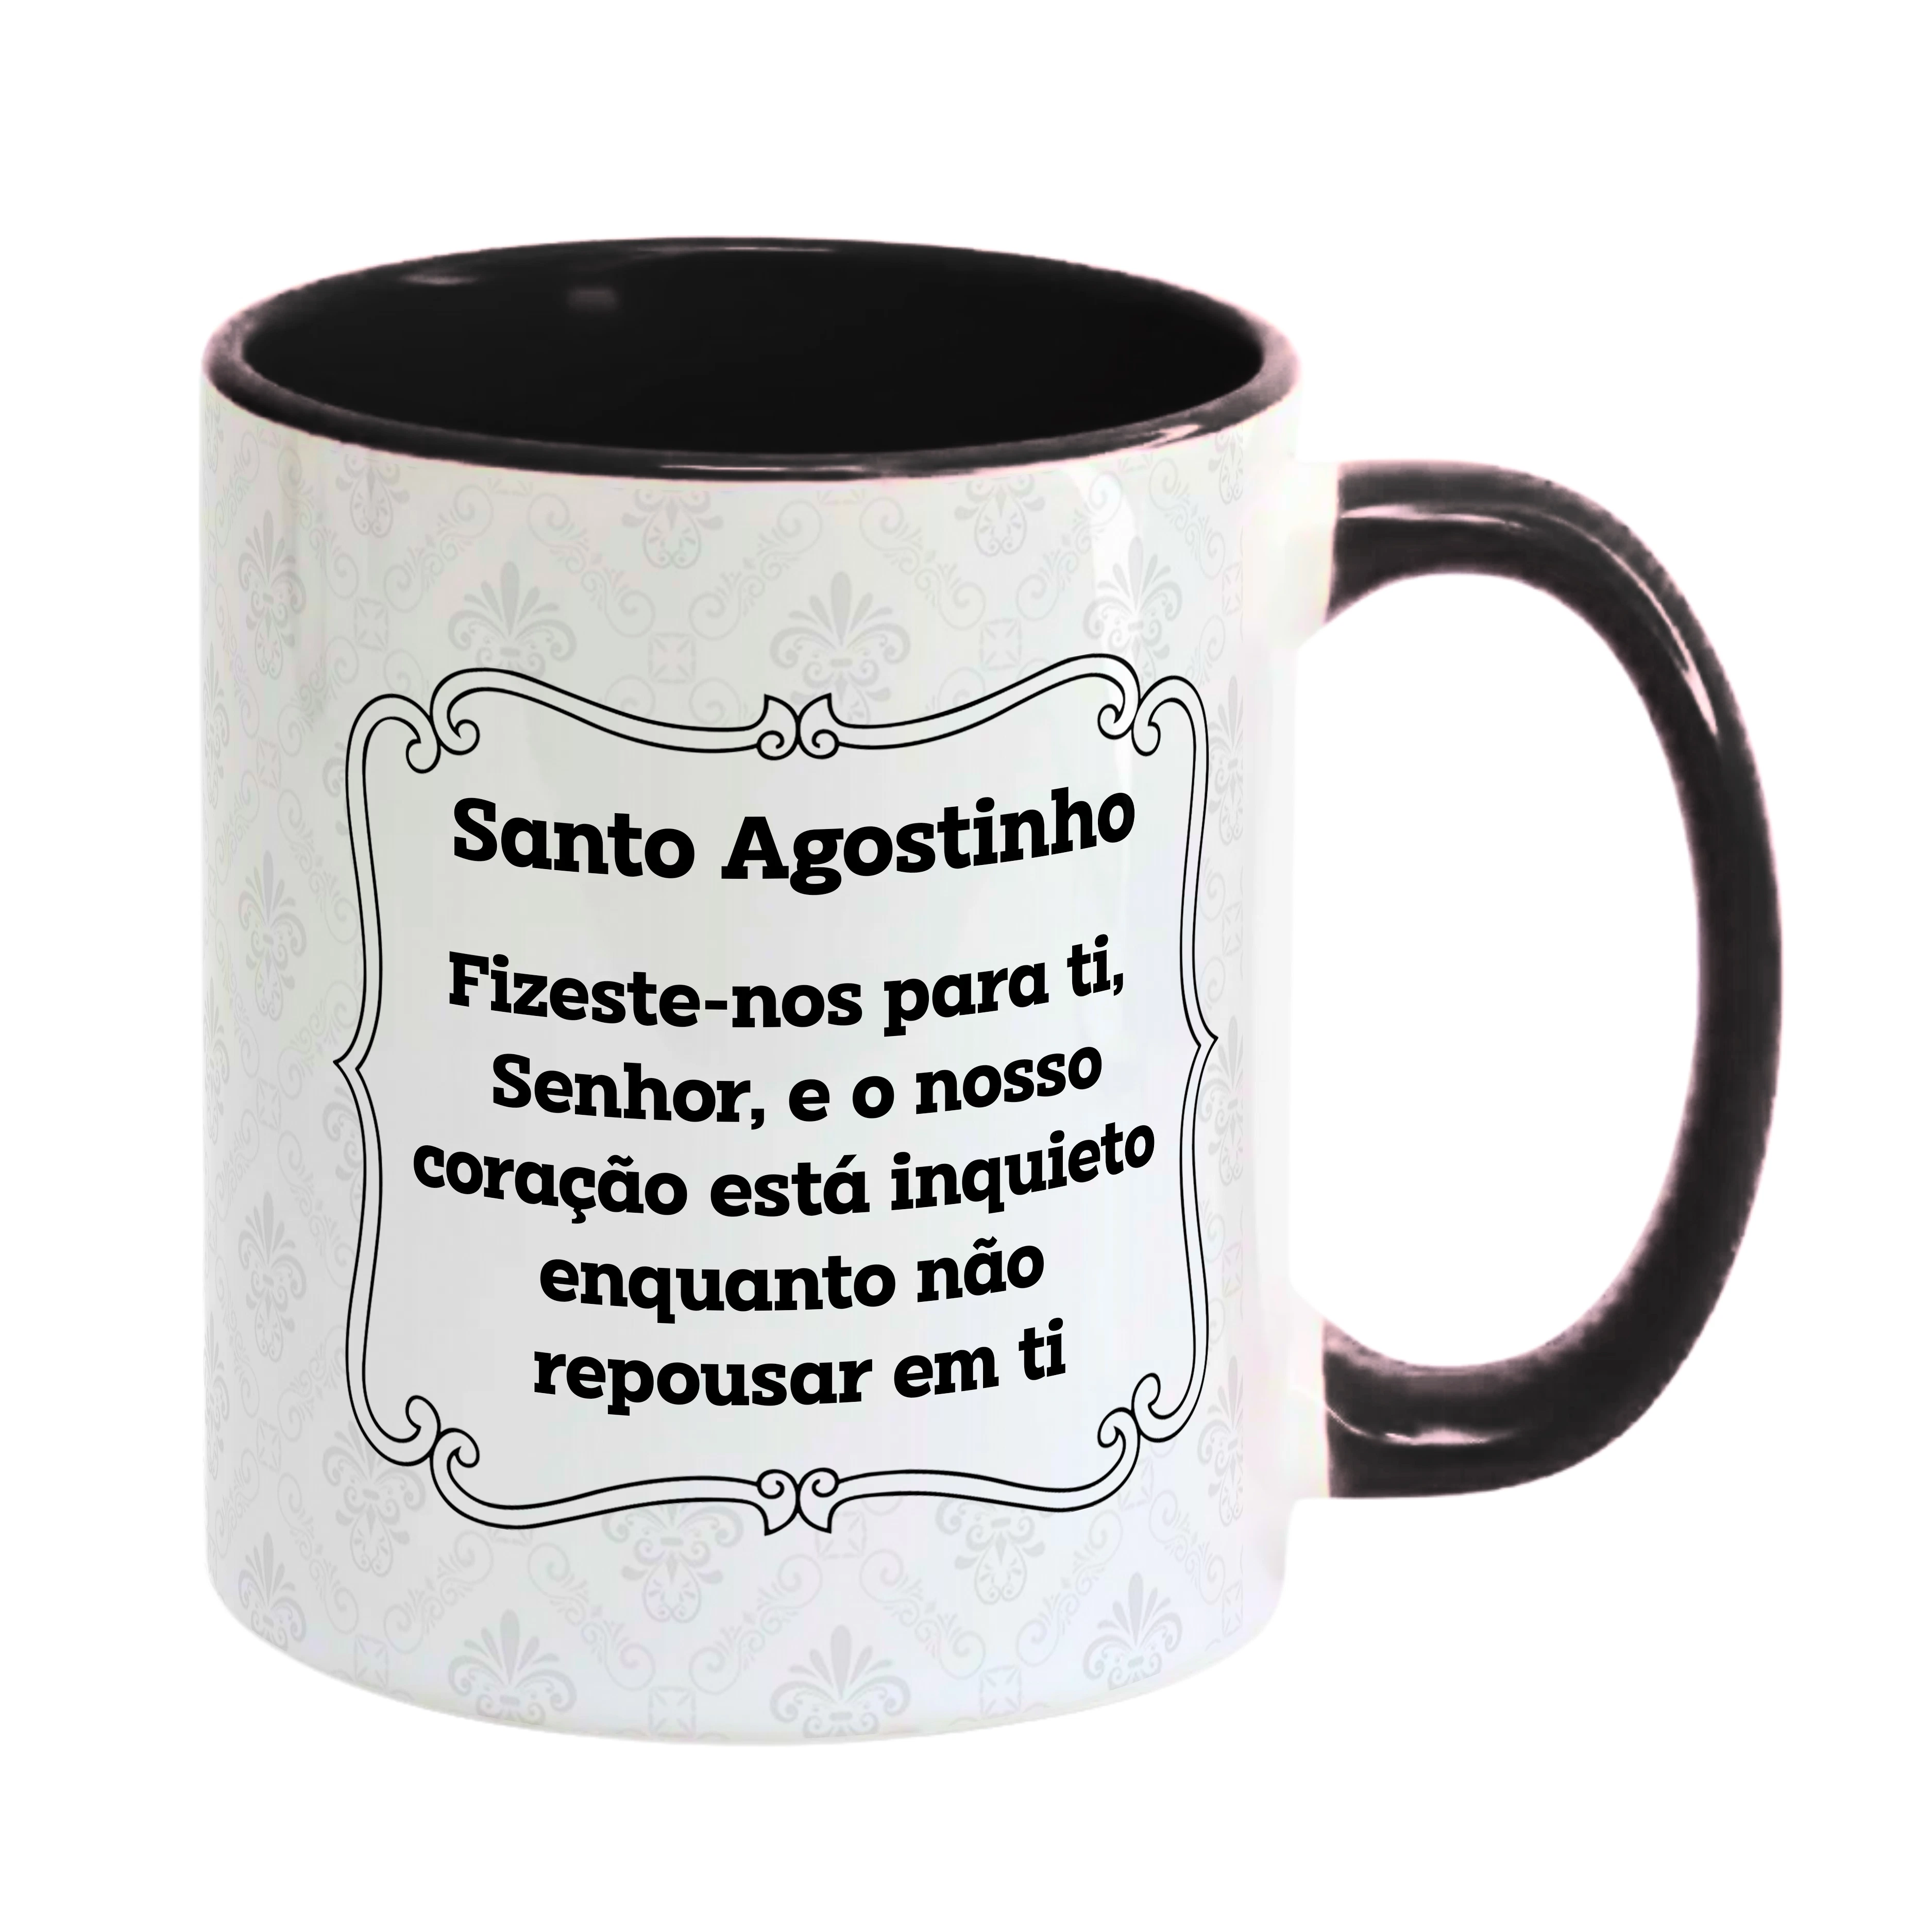 Santo Agostinho
Fizeste-nos para ti,
Senhor, e o nosso
coração está inquieto
enquanto não
repousar em ti